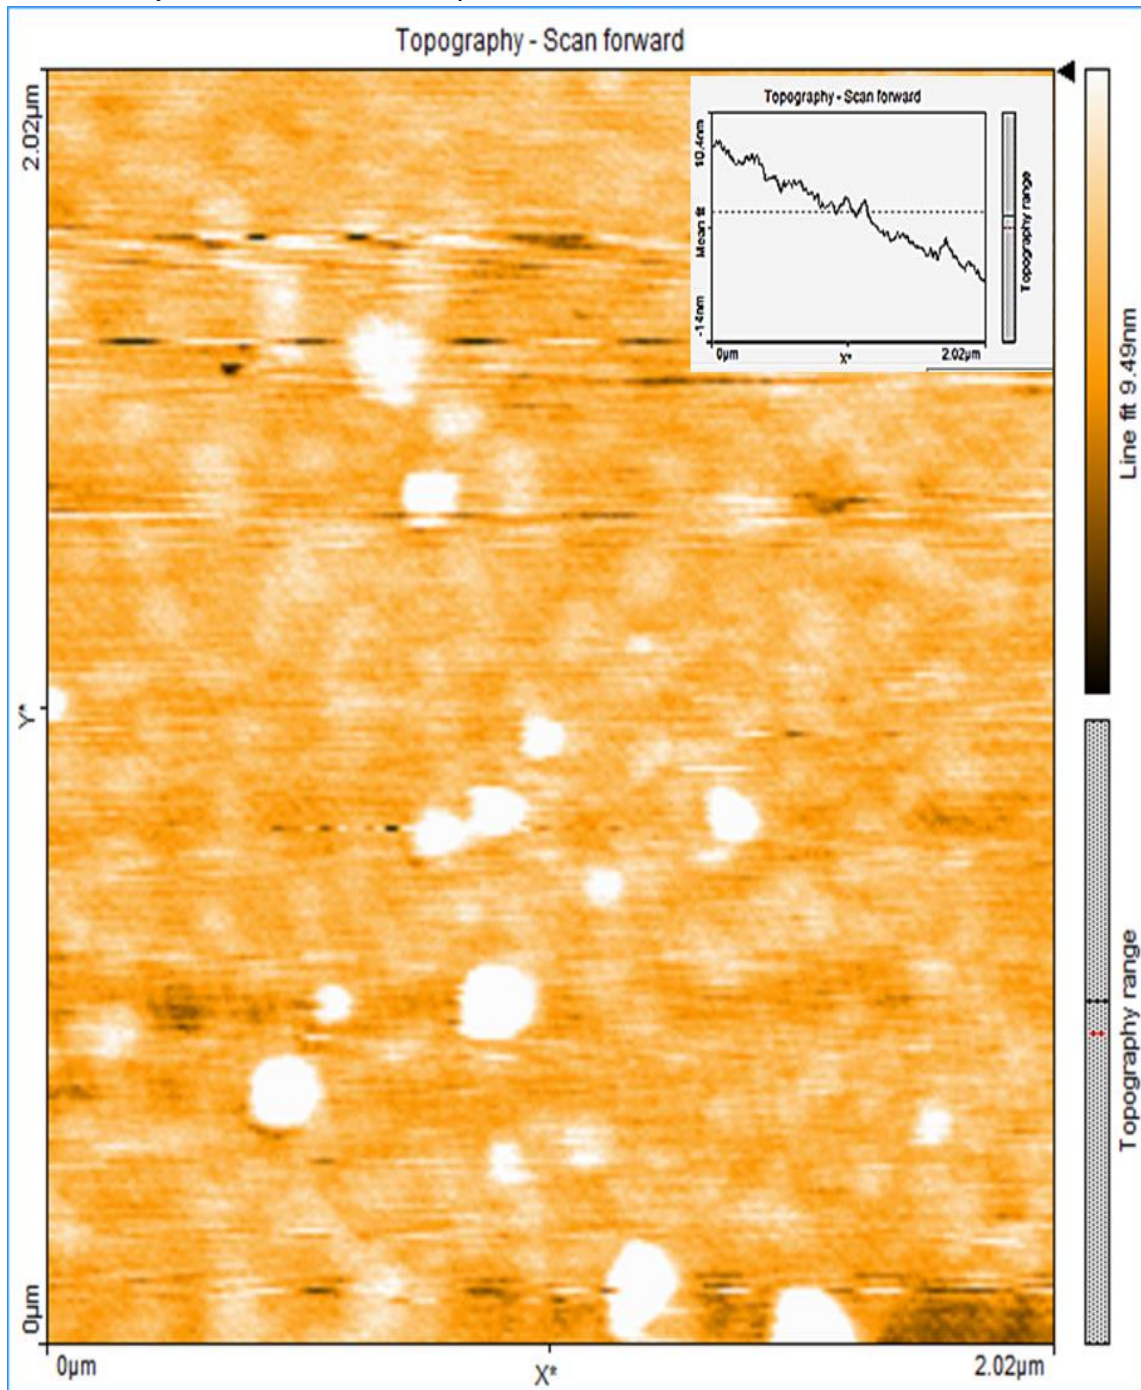 Topography - Scan forward
2.02µm
Y*
0µm
0µm
X*
2.02µm
Line fit 9.49nm
Topography range
Topography - Scan forward
10.4nm
Mean fit
-14nm
0µm
X*
2.02µm
Topography range